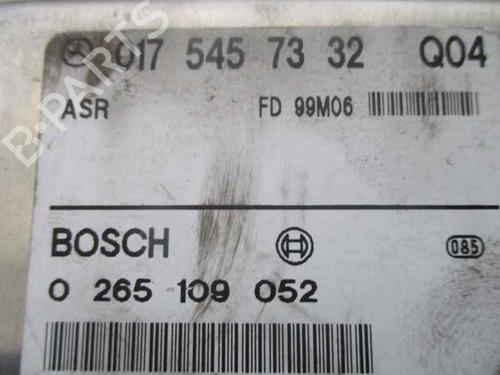 017 545 73 32 Q04
ASR FD 99M06
BOSCH 085
0 265 109 052
B-PARTS